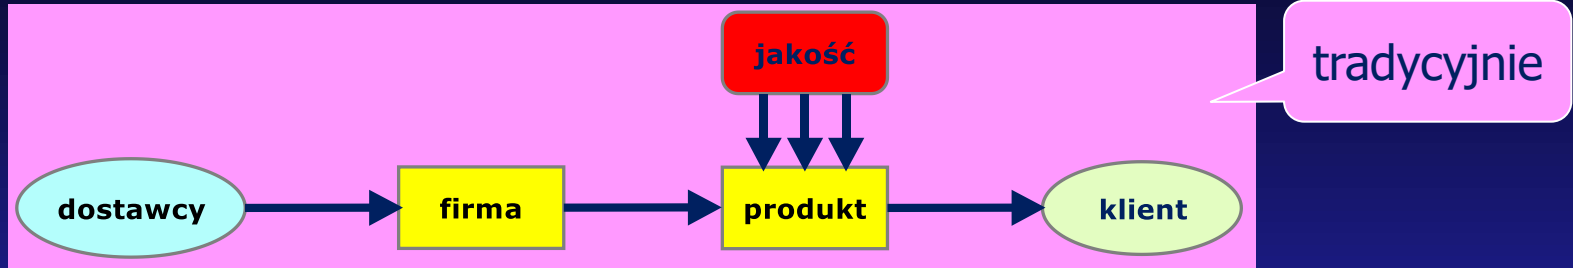 jakość
tradycyjnie
dostawcy
firma
produkt
klient